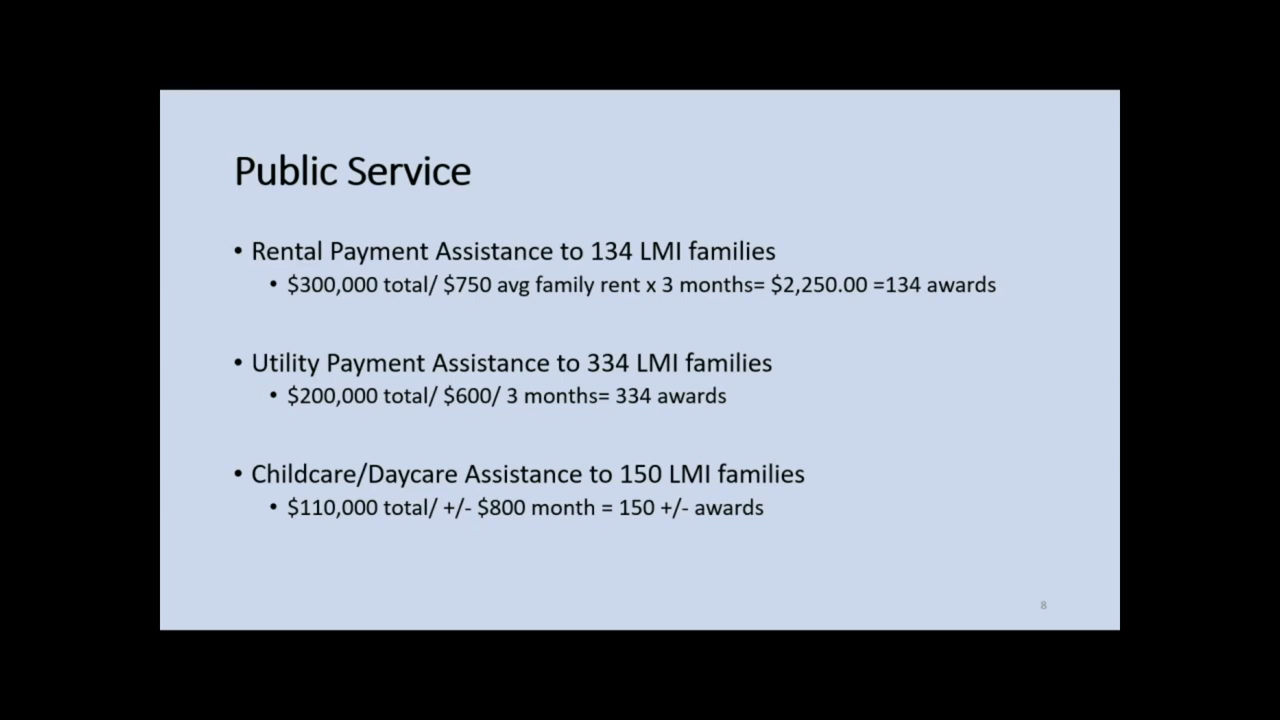 Public Service
• Rental Payment Assistance to 134 LMI families
• $300,000 total/ $750 avg family rent x 3 months= $2,250.00 =134 awards
• Utility Payment Assistance to 334 LMI families
• $200,000 total/ $600/ 3 months= 334 awards
• Childcare/Daycare Assistance to 150 LMI families
• $110,000 total/ +/- $800 month = 150 +/- awards
8